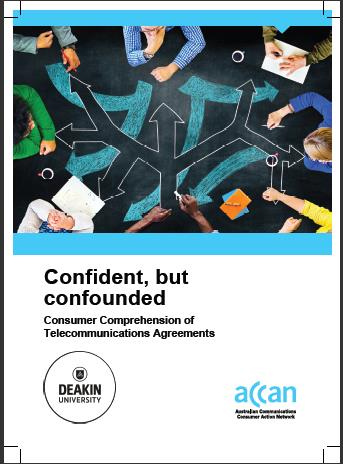 Confident, but
confounded
Consumer Comprehension of
Telecommunications Agreements
DEAKIN
UNIVERSITY
accan
Australian Communications
Consumer Action Network